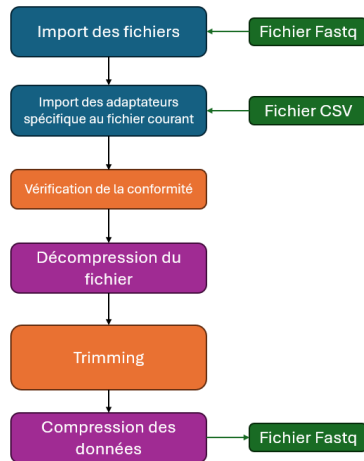 Import des fichiers
Fichier Fastq
Import des adaptateurs
spécifique au fichier courant
Fichier CSV
Vérification de la conformité
Décompression du
fichier
Trimming
Compression des
données
Fichier Fastq